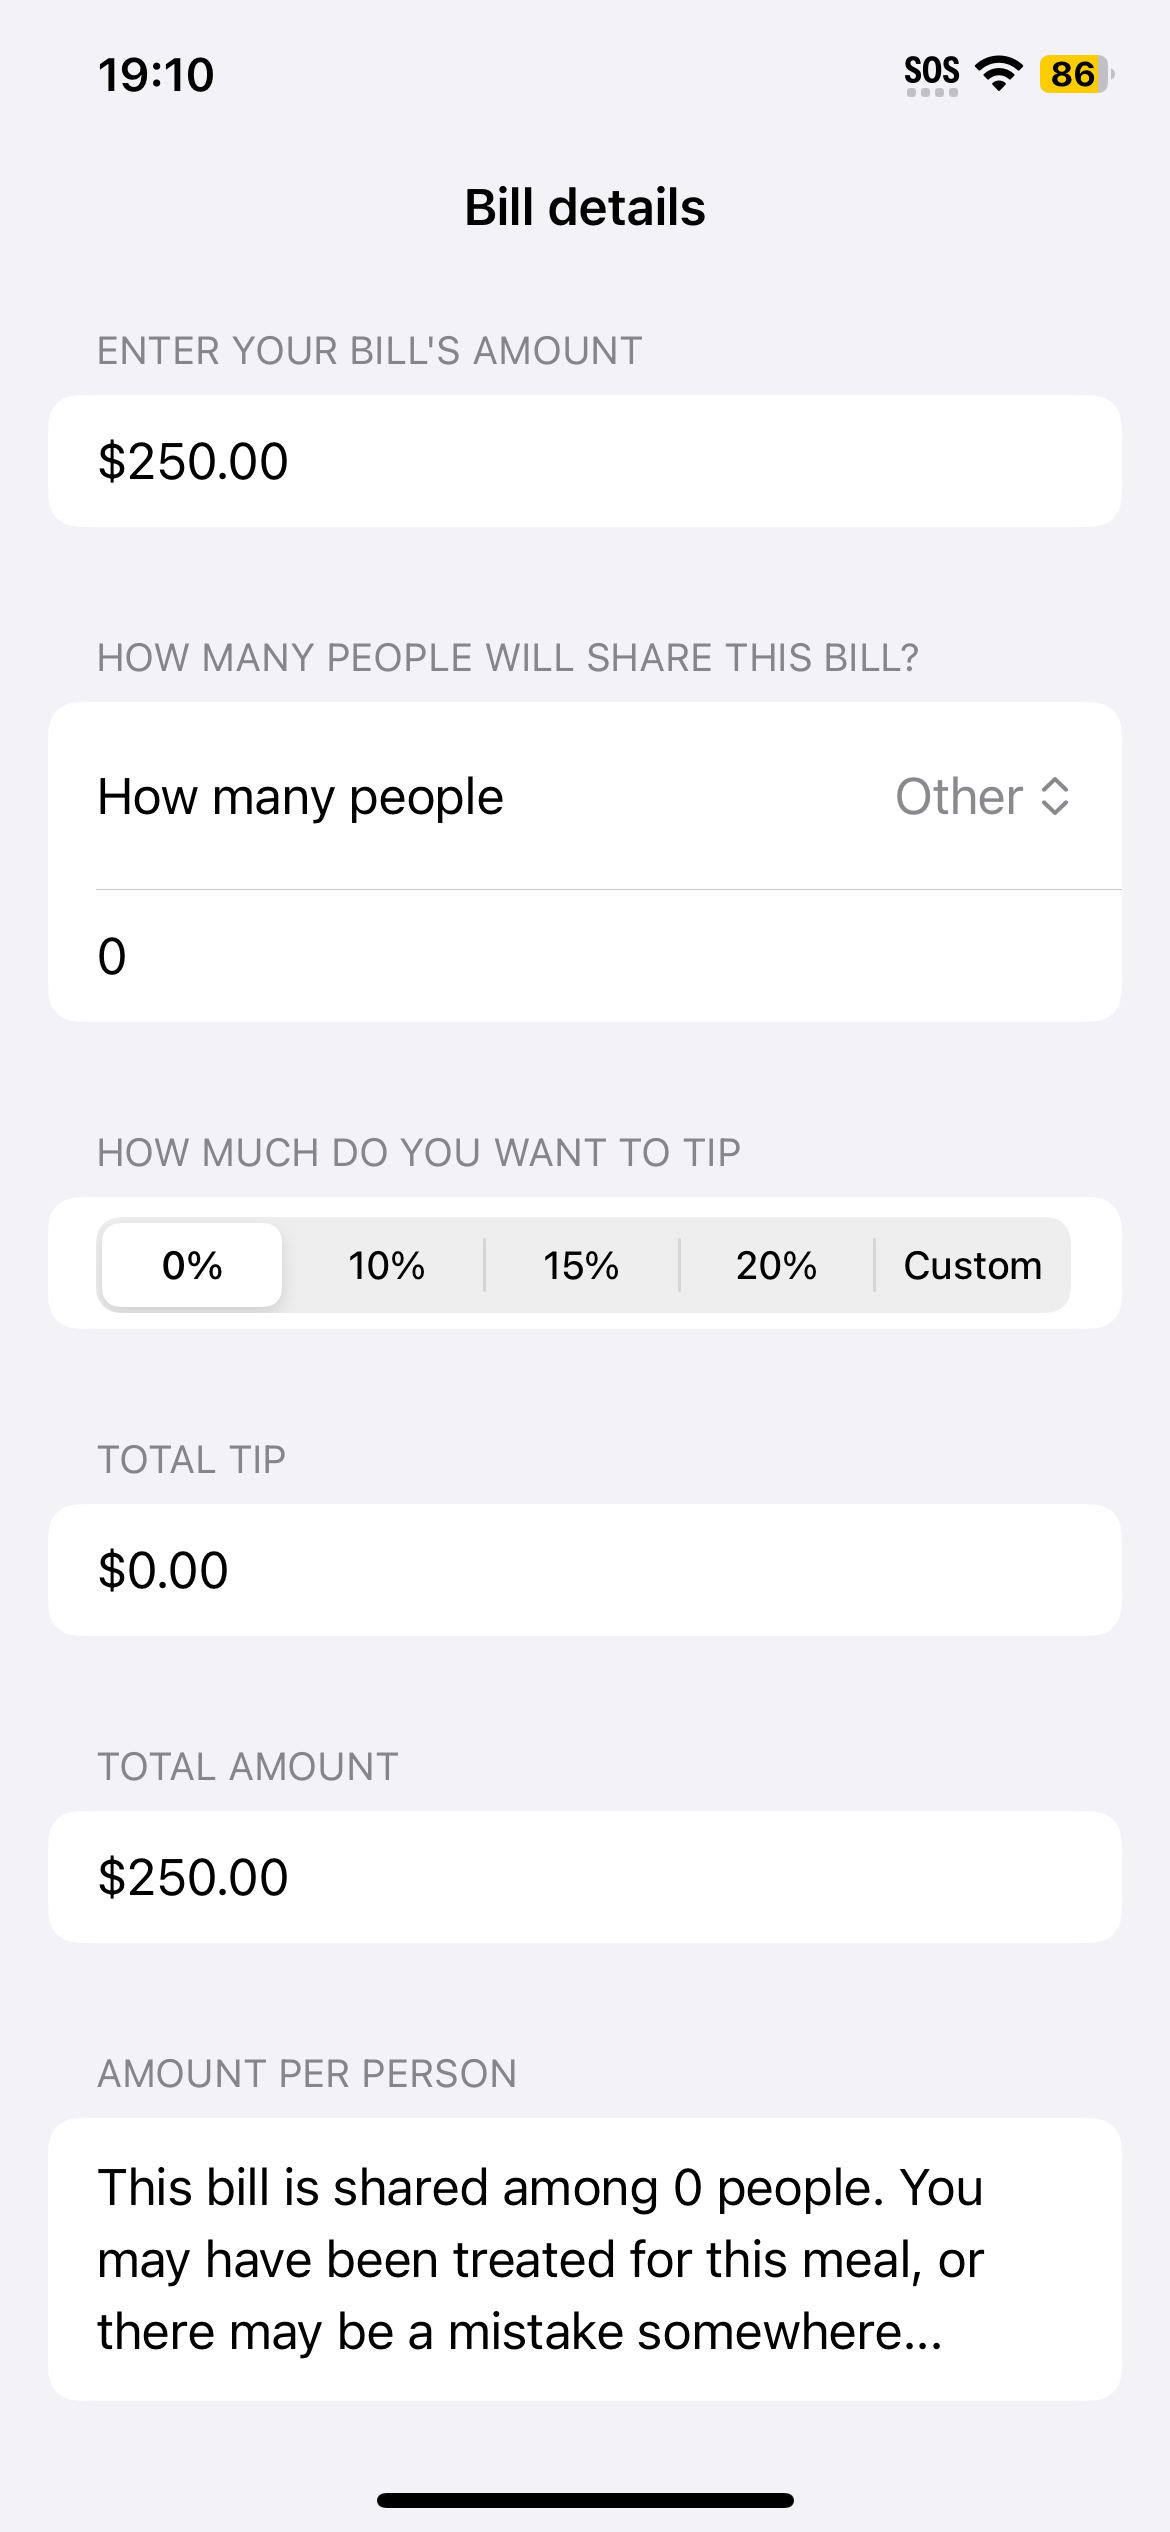 19:10
SOS
86
Bill details
ENTER YOUR BILL'S AMOUNT
$250.00
HOW MANY PEOPLE WILL SHARE THIS BILL?
How many people Other
0
HOW MUCH DO YOU WANT TO TIP
0% 10% 15% 20% Custom
TOTAL TIP
$0.00
TOTAL AMOUNT
$250.00
AMOUNT PER PERSON
This bill is shared among 0 people. You
may have been treated for this meal, or
there may be a mistake somewhere...